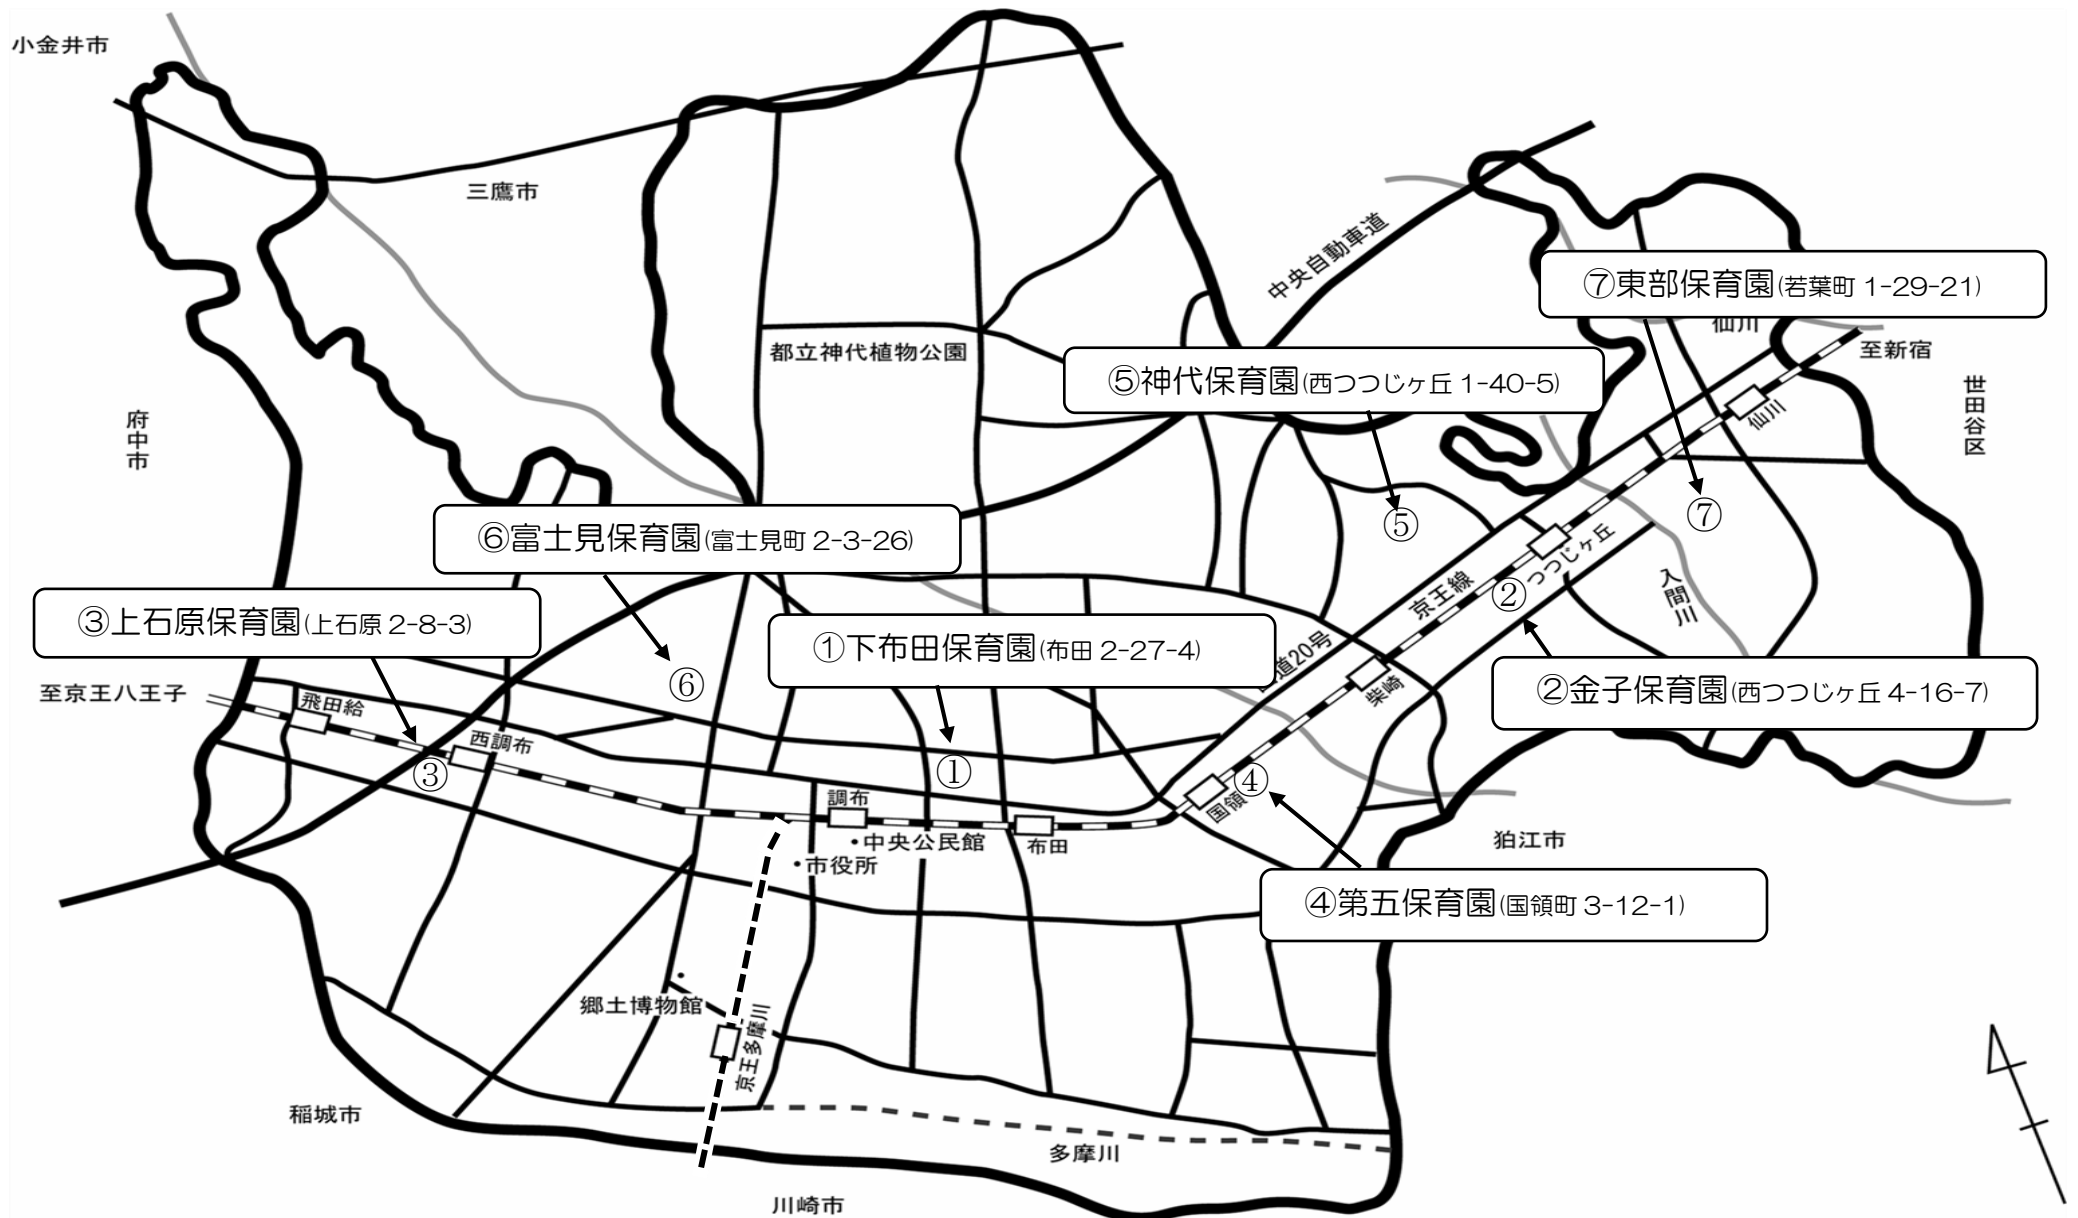 小金井市
三鷹市
中央自動車道
⑦東部保育園(若葉町 1-29-21)
仙川
至新宿
都立神代植物公園
⑤神代保育園(西つつじヶ丘 1-40-5)
世田谷区
仙川
府中市
⑤
⑦
⑥富士見保育園(富士見町 2-3-26)
つつじヶ丘
京王線
②
入間川
③上石原保育園(上石原 2-8-3)
①下布田保育園(布田 2-27-4)
道20号
⑥
柴崎
②金子保育園(西つつじヶ丘 4-16-7)
至京王八王子
飛田給
西調布
③
①
④
国領
調布
・中央公民館
布田
・市役所
狛江市
④第五保育園(国領町 3-12-1)
郷土博物館
京王多摩川
稲城市
多摩川
川崎市